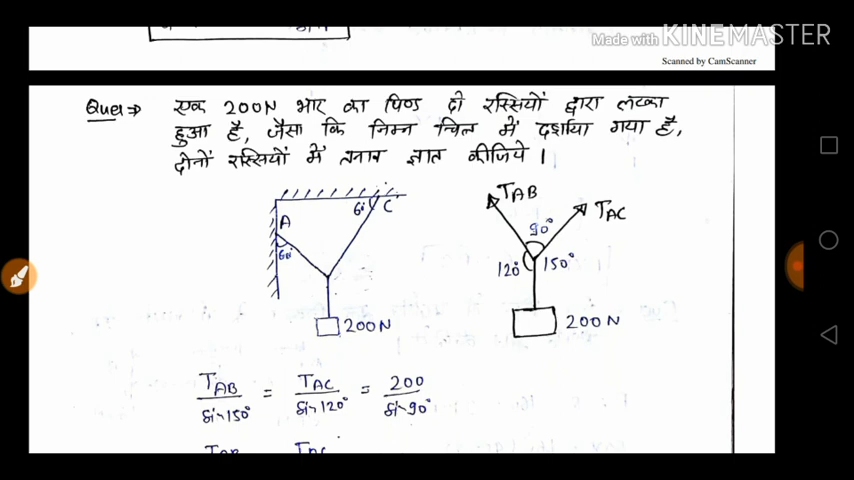 Made with KINEMASTER
Scanned by CamScanner
Ques⇒ एक 200N भार का पिण्ड दो रस्सियों द्वारा लटका
हुआ है, जैसा कि निम्न चित्र में दर्शाया गया है,
दोनों रस्सियों में तनाव ज्ञात कीजिये।
A
60°
60° C
200N
TAB
TAC
90°
120° 150°
200N
TAB/sin150° = TAC/sin120° = 200/sin90°